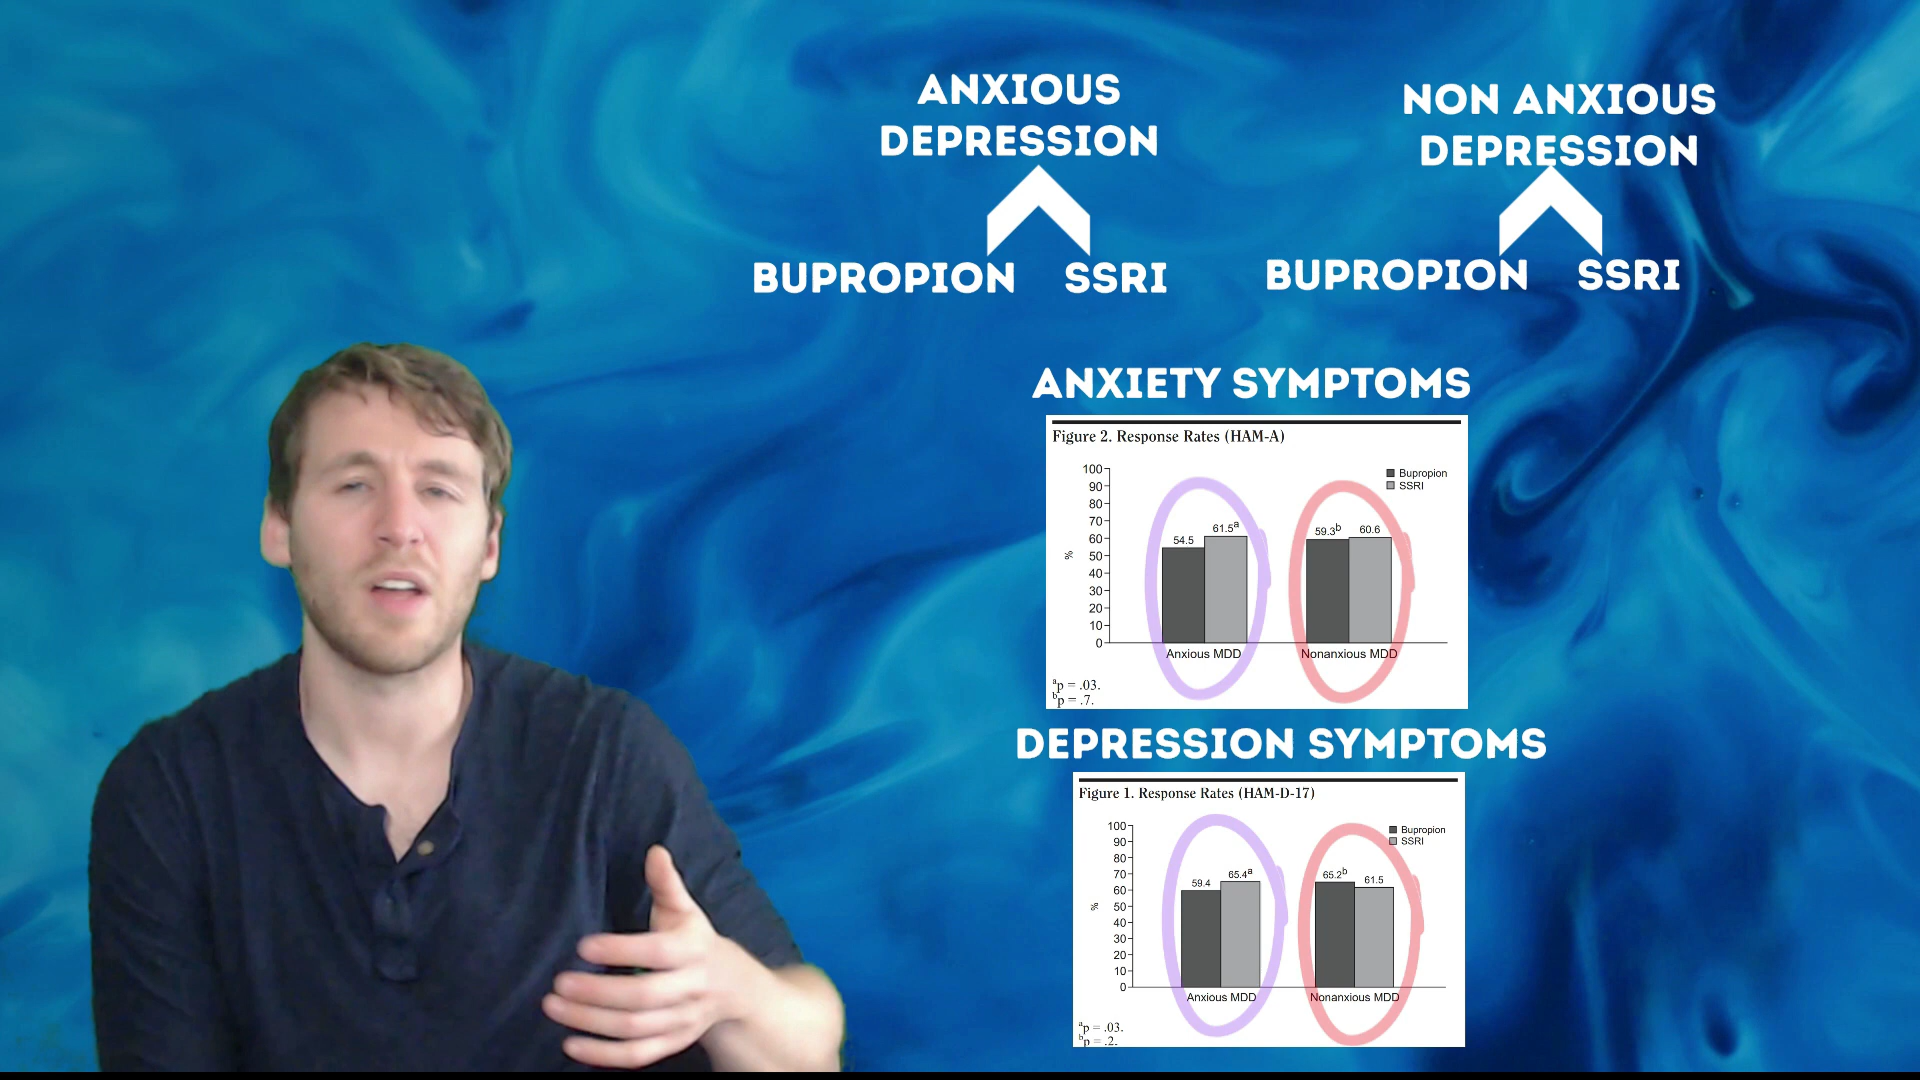 ANXIOUS
DEPRESSION
BUPROPION SSRI
NON ANXIOUS
DEPRESSION
BUPROPION SSRI
ANXIETY SYMPTOMS
Figure 2. Response Rates (HAM-A)
100
90
80
70
60
50
40
30
20
10
0
%
Bupropion
SSRI
54.5
61.5a
59.3b
60.6
Anxious MDD
Nonanxious MDD
ap = .03.
bp = .7.
DEPRESSION SYMPTOMS
Figure 1. Response Rates (HAM-D-17)
100
90
80
70
60
50
40
30
20
10
0
%
Bupropion
SSRI
59.4
65.4a
65.2b
61.5
Anxious MDD
Nonanxious MDD
ap = .03.
bp = .2.